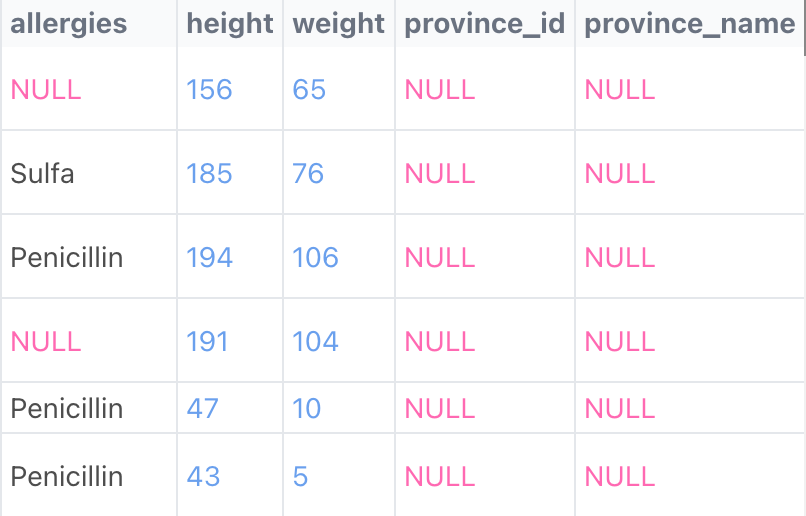 allergies height weight province_id province_name
NULL 156 65 NULL NULL
Sulfa 185 76 NULL NULL
Penicillin 194 106 NULL NULL
NULL 191 104 NULL NULL
Penicillin 47 10 NULL NULL
Penicillin 43 5 NULL NULL